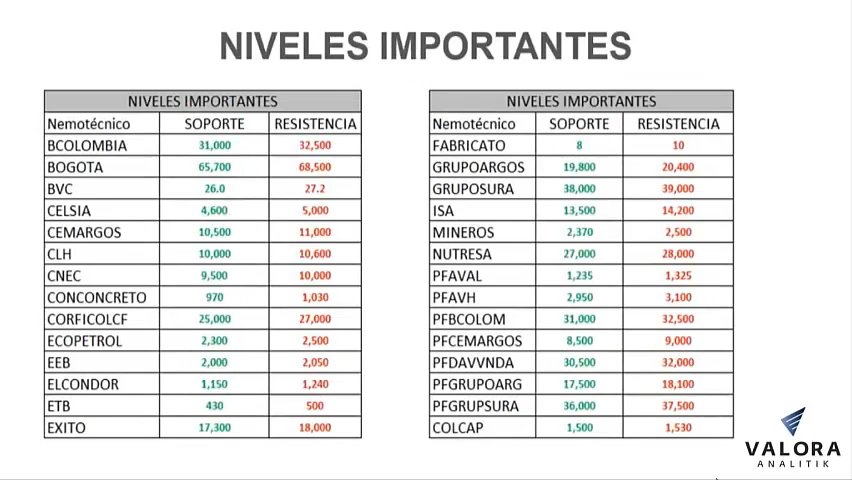 NIVELES IMPORTANTES
NIVELES IMPORTANTES
Nemotécnico SOPORTE RESISTENCIA
BCOLOMBIA 31,000 32,500
BOGOTA 65,700 68,500
BVC 26.0 27.2
CELSIA 4,600 5,000
CEMARGOS 10,500 11,000
CLH 10,000 10,600
CNEC 9,500 10,000
CONCONCRETO 970 1,030
CORFICOLCF 25,000 27,000
ECOPETROL 2,300 2,500
EEB 2,000 2,050
ELCONDOR 1,150 1,240
ETB 430 500
EXITO 17,300 18,000
NIVELES IMPORTANTES
Nemotécnico SOPORTE RESISTENCIA
FABRICATO 8 10
GRUPOARGOS 19,800 20,400
GRUPOSURA 38,000 39,000
ISA 13,500 14,200
MINEROS 2,370 2,500
NUTRESA 27,000 28,000
PFAVAL 1,235 1,325
PFAVH 2,950 3,100
PFBCOLOM 31,000 32,500
PFCEMARGOS 8,500 9,000
PFDAVVNDA 30,500 32,000
PFGRUPOARG 17,500 18,100
PFGRUPSURA 36,000 37,500
COLCAP 1,500 1,530
VALORA
ANALITIK